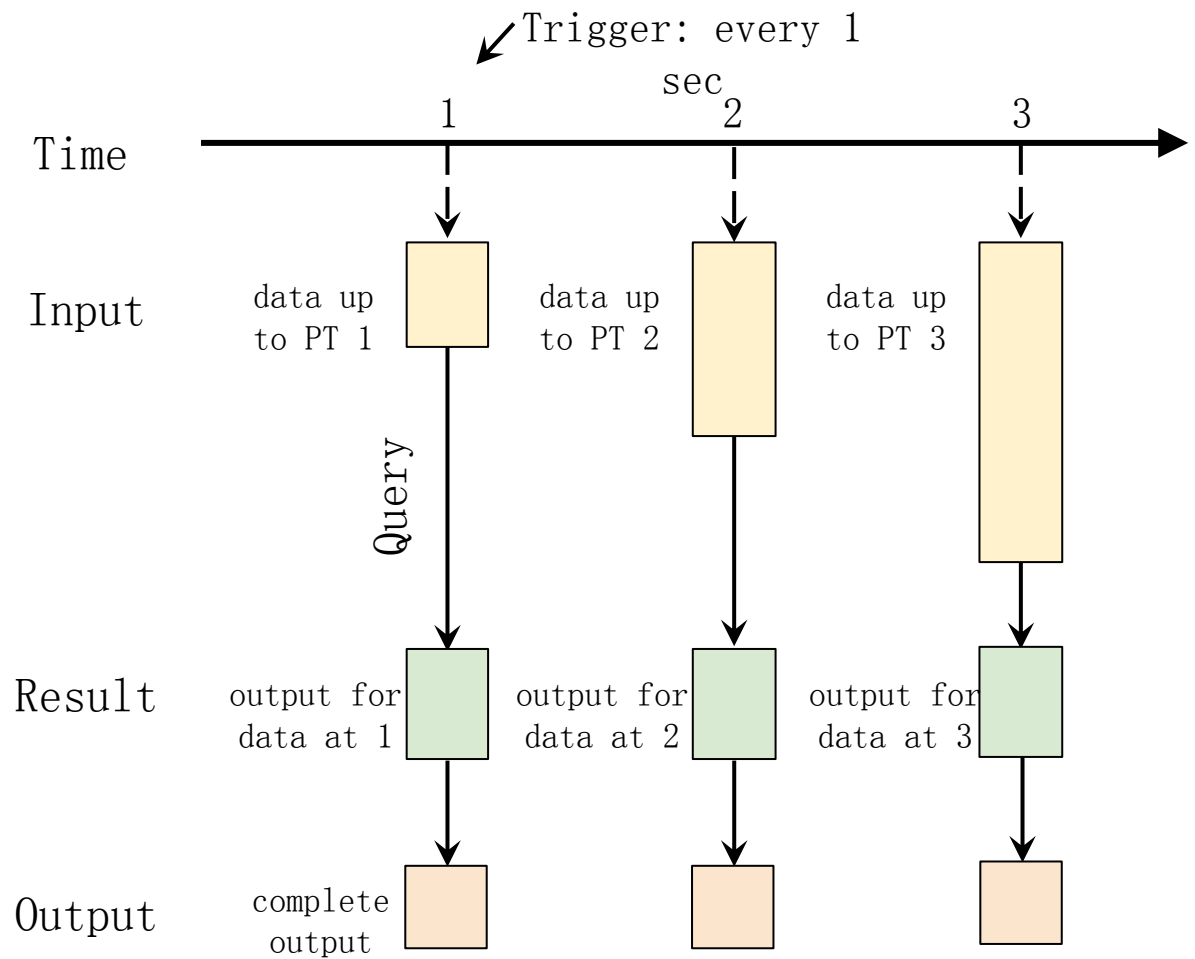 Trigger: every 1
sec
1
2
3
Time
Input
data up
to PT 1
data up
to PT 2
data up
to PT 3
Query
Result
output for
data at 1
output for
data at 2
output for
data at 3
Output
complete
output